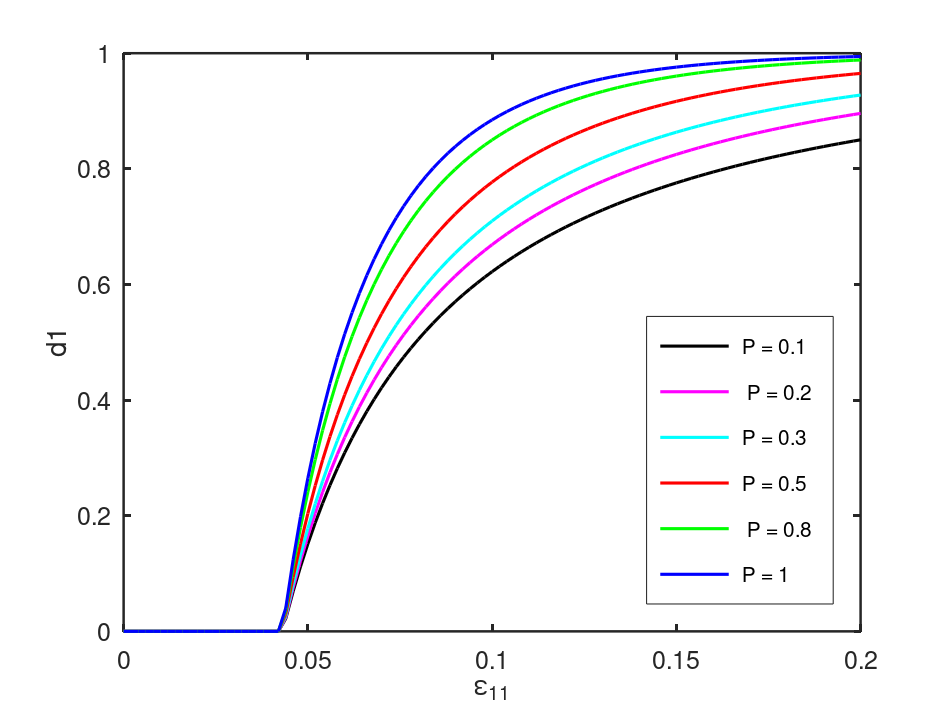 1
0.8
0.6
0.4
0.2
0
d1
P = 0.1
P = 0.2
P = 0.3
P = 0.5
P = 0.8
P = 1
0 0.05 0.1 0.15 0.2
ε11